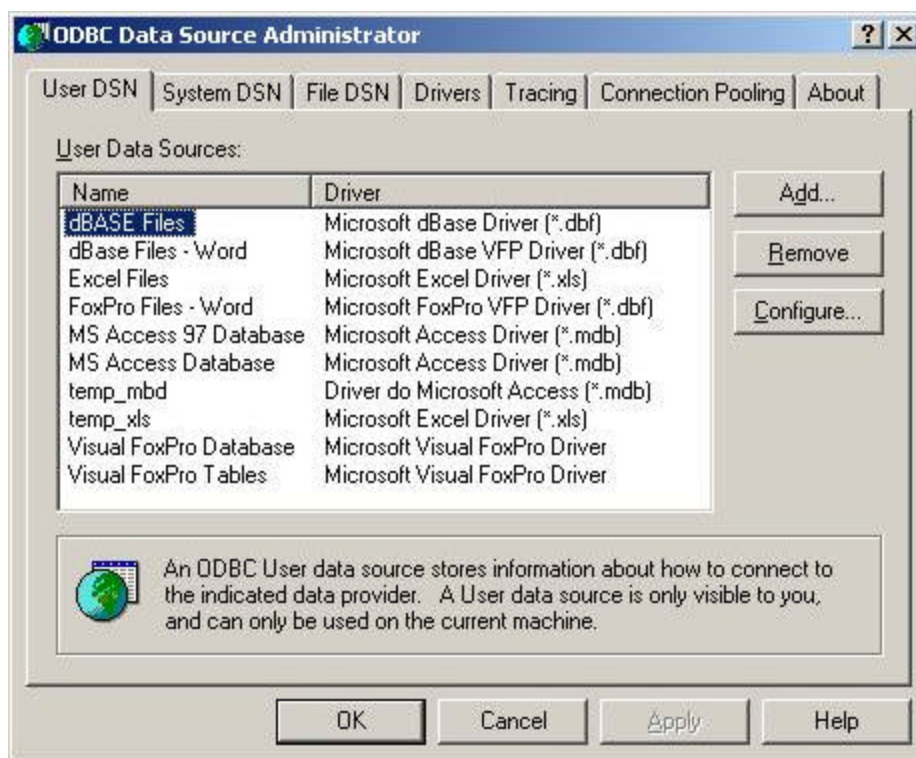 ODBC Data Source Administrator
User DSN System DSN File DSN Drivers Tracing Connection Pooling About
User Data Sources:
Name Driver
dBASE Files Microsoft dBase Driver (*.dbf)
dBase Files - Word Microsoft dBase VFP Driver (*.dbf)
Excel Files Microsoft Excel Driver (*.xls)
FoxPro Files - Word Microsoft FoxPro VFP Driver (*.dbf)
MS Access 97 Database Microsoft Access Driver (*.mdb)
MS Access Database Microsoft Access Driver (*.mdb)
temp_mbd Driver do Microsoft Access (*.mdb)
temp_xls Microsoft Excel Driver (*.xls)
Visual FoxPro Database Microsoft Visual FoxPro Driver
Visual FoxPro Tables Microsoft Visual FoxPro Driver
Add...
Remove
Configure...
An ODBC User data source stores information about how to connect to
the indicated data provider. A User data source is only visible to you,
and can only be used on the current machine.
OK Cancel Apply Help